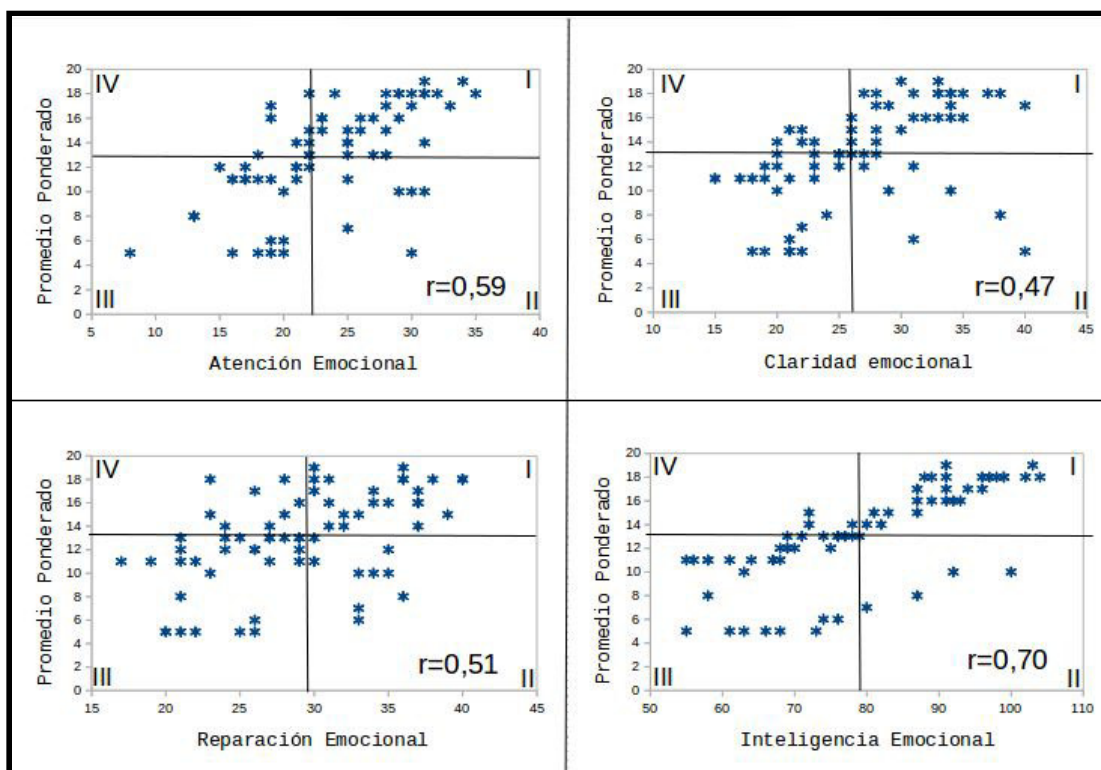 IV
I
20
18
16
14
12
10
8
6
4
2
0
Promedio Ponderado
III
II
r=0,59
5
10
15
20
25
30
35
40
Atención Emocional
IV
I
20
18
16
14
12
10
8
6
4
2
0
Promedio Ponderado
III
II
r=0,47
10
15
20
25
30
35
40
45
Claridad emocional
IV
I
20
18
16
14
12
10
8
6
4
2
0
Promedio Ponderado
III
II
r=0,51
15
20
25
30
35
40
45
Reparación Emocional
IV
I
20
18
16
14
12
10
8
6
4
2
0
Promedio Ponderado
III
II
r=0,70
50
60
70
80
90
100
110
Inteligencia Emocional